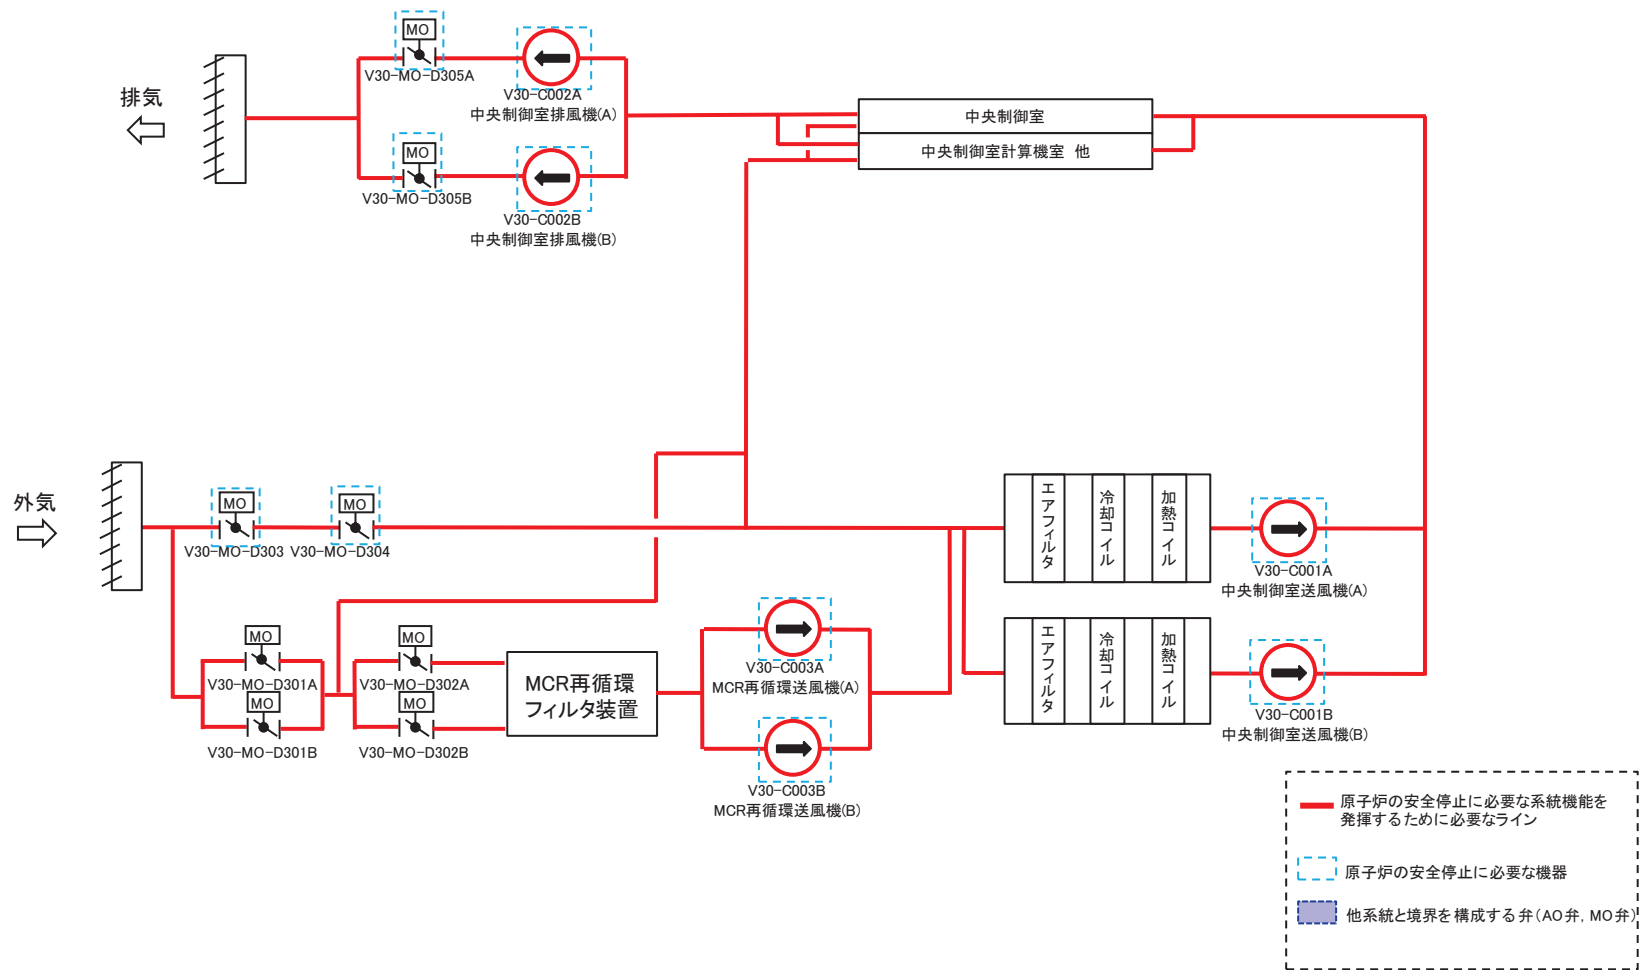 MO
V30-MO-D305A
V30-C002A
中央制御室排風機(A)
排気
中央制御室
中央制御室計算機室 他
MO
V30-MO-D305B
V30-C002B
中央制御室排風機(B)
外気
MO
V30-MO-D303
MO
V30-MO-D304
エアフィルタ
冷却コイル
加熱コイル
V30-C001A
中央制御室送風機(A)
MO
V30-MO-D301A
MO
V30-MO-D301B
MO
V30-MO-D302A
MO
V30-MO-D302B
MCR再循環
フィルタ装置
V30-C003A
MCR再循環送風機(A)
V30-C003B
MCR再循環送風機(B)
エアフィルタ
冷却コイル
加熱コイル
V30-C001B
中央制御室送風機(B)
原子炉の安全停止に必要な系統機能を
発揮するために必要なライン
原子炉の安全停止に必要な機器
他系統と境界を構成する弁(AO弁, MO弁)